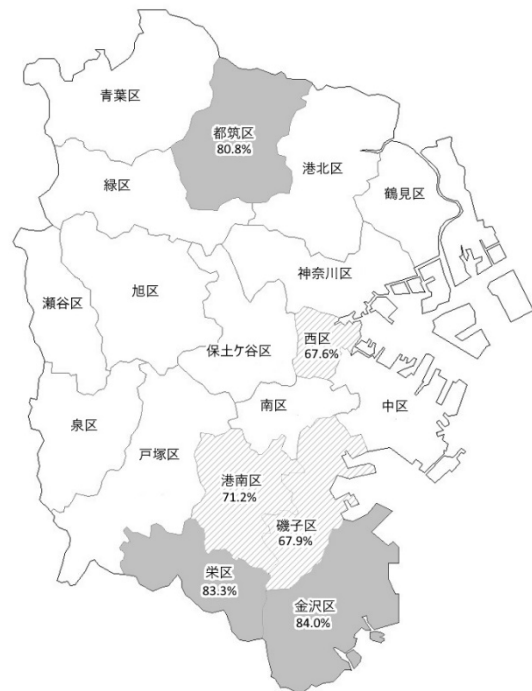 青葉区
都筑区
80.8%
港北区
緑区
鶴見区
神奈川区
瀬谷区
旭区
西区
67.6%
保土ケ谷区
南区
中区
泉区
戸塚区
港南区
71.2%
磯子区
67.9%
栄区
83.3%
金沢区
84.0%